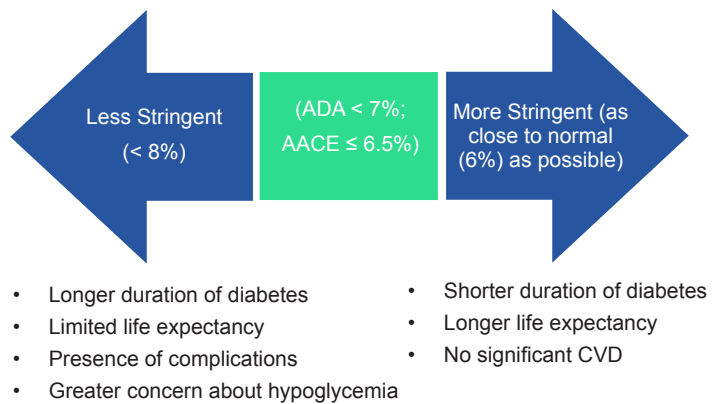 Less Stringent
(< 8%)
(ADA < 7%;
AACE ≤ 6.5%)
More Stringent (as
close to normal
(6%) as possible)
• Longer duration of diabetes
• Limited life expectancy
• Presence of complications
• Greater concern about hypoglycemia
• Shorter duration of diabetes
• Longer life expectancy
• No significant CVD